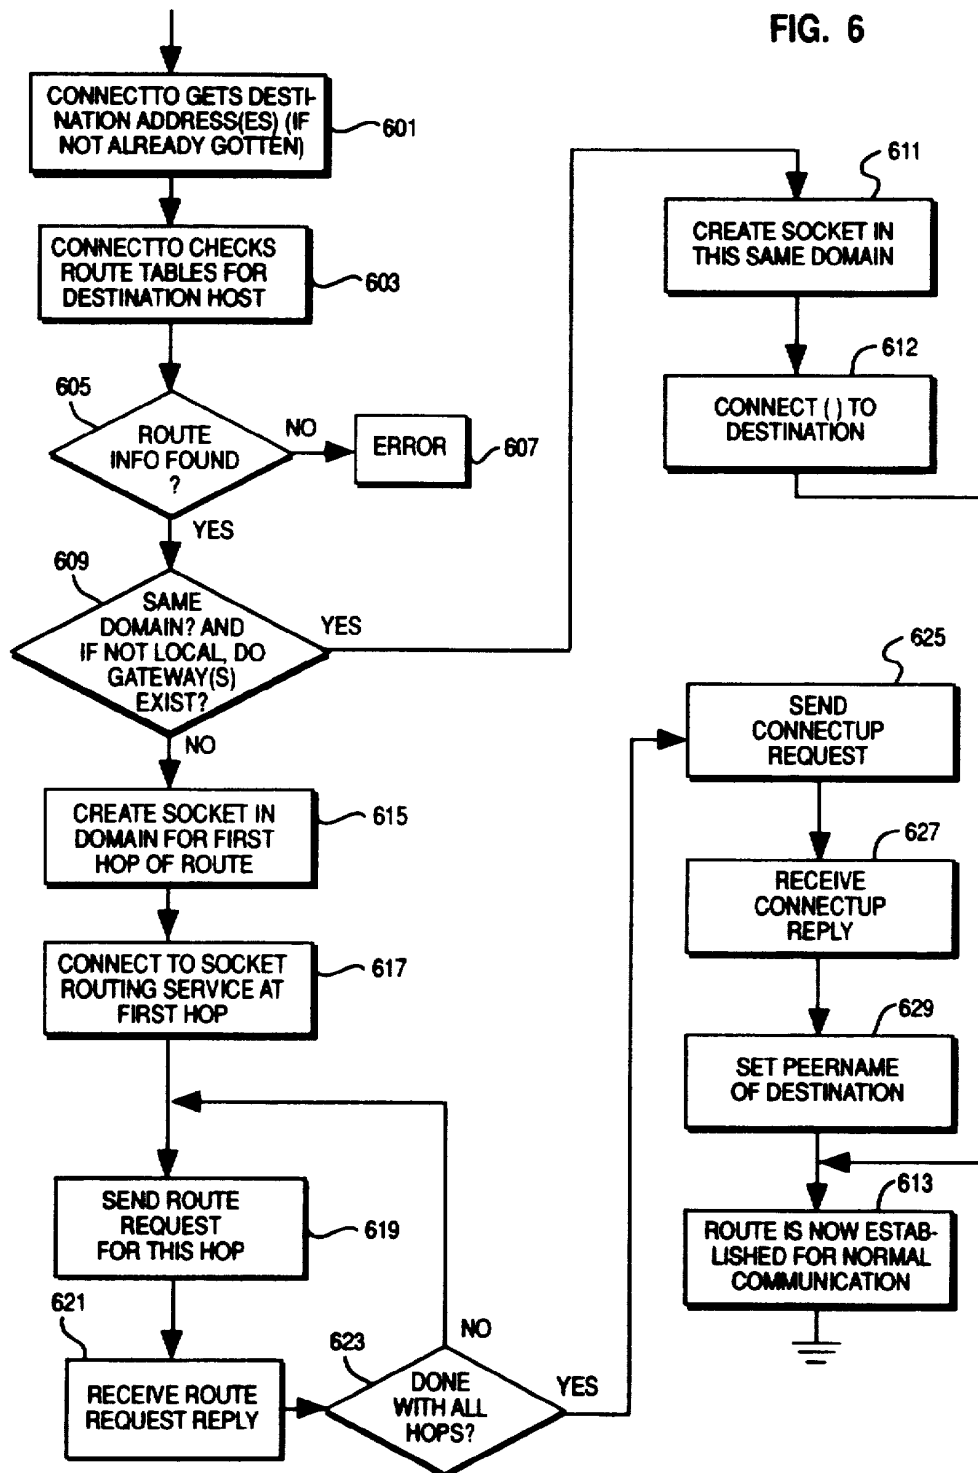 FIG. 6
CONNECTTO GETS DESTI-
NATION ADDRESS(ES) (IF
NOT ALREADY GOTTEN)
601
CONNECTTO CHECKS
ROUTE TABLES FOR
DESTINATION HOST
603
605
ROUTE
INFO FOUND
?
NO
ERROR
607
YES
609
SAME
DOMAIN? AND
IF NOT LOCAL, DO
GATEWAY(S)
EXIST?
YES
NO
611
CREATE SOCKET IN
THIS SAME DOMAIN
612
CONNECT ( ) TO
DESTINATION
CREATE SOCKET IN
DOMAIN FOR FIRST
HOP OF ROUTE
615
CONNECT TO SOCKET
ROUTING SERVICE AT
FIRST HOP
617
SEND ROUTE
REQUEST
FOR THIS HOP
619
621
RECEIVE ROUTE
REQUEST REPLY
623
DONE
WITH ALL
HOPS?
NO
YES
625
SEND
CONNECTUP
REQUEST
627
RECEIVE
CONNECTUP
REPLY
629
SET PEERNAME
OF DESTINATION
613
ROUTE IS NOW ESTAB-
LISHED FOR NORMAL
COMMUNICATION